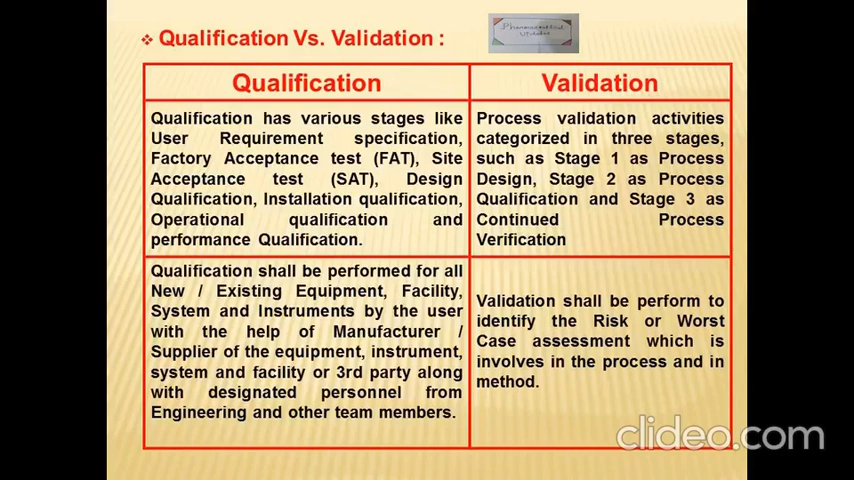 Qualification Vs. Validation :
Pharmaceutical
Updates
Qualification
Validation
Qualification has various stages like
User Requirement specification,
Factory Acceptance test (FAT), Site
Acceptance test (SAT), Design
Qualification, Installation qualification,
Operational qualification and
performance Qualification.
Process validation activities
categorized in three stages,
such as Stage 1 as Process
Design, Stage 2 as Process
Qualification and Stage 3 as
Continued Process
Verification
Qualification shall be performed for all
New / Existing Equipment, Facility,
System and Instruments by the user
with the help of Manufacturer /
Supplier of the equipment, instrument,
system and facility or 3rd party along
with designated personnel from
Engineering and other team members.
Validation shall be perform to
identify the Risk or Worst
Case assessment which is
involves in the process and in
method.
clideo.com